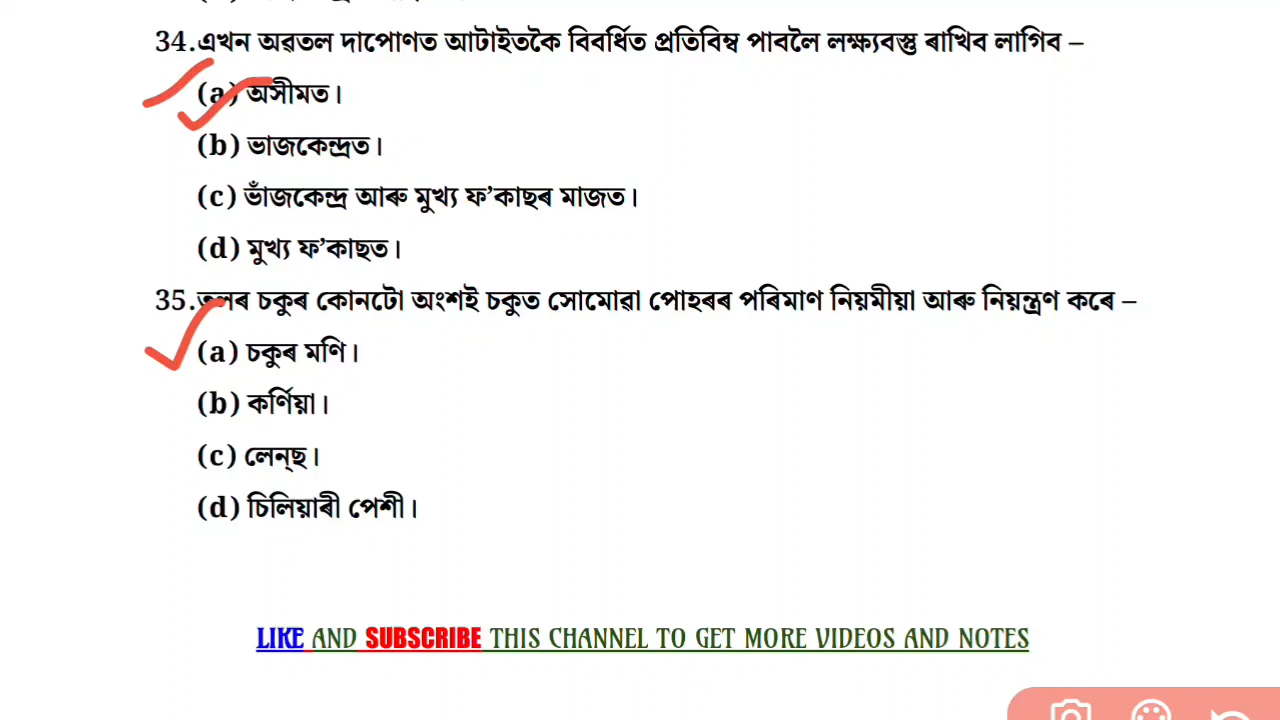 34.এখন অৱতল দাপোণত আটাইতকৈ বিবৰ্ধিত প্ৰতিবিম্ব পাবলৈ লক্ষ্যবস্তু ৰাখিব লাগিব –
(a) অসীমত।
(b) ভাজকেন্দ্ৰত।
(c) ভাঁজকেন্দ্ৰ আৰু মুখ্য ফ’কাছৰ মাজত।
(d) মুখ্য ফ’কাছত।
35.তলৰ চকুৰ কোনটো অংশই চকুত সোমোৱা পোহৰৰ পৰিমাণ নিয়মীয়া আৰু নিয়ন্ত্ৰণ কৰে –
(a) চকুৰ মণি।
(b) কৰ্ণিয়া।
(c) লেন্ছ।
(d) চিলিয়াৰী পেশী।
LIKE AND SUBSCRIBE THIS CHANNEL TO GET MORE VIDEOS AND NOTES